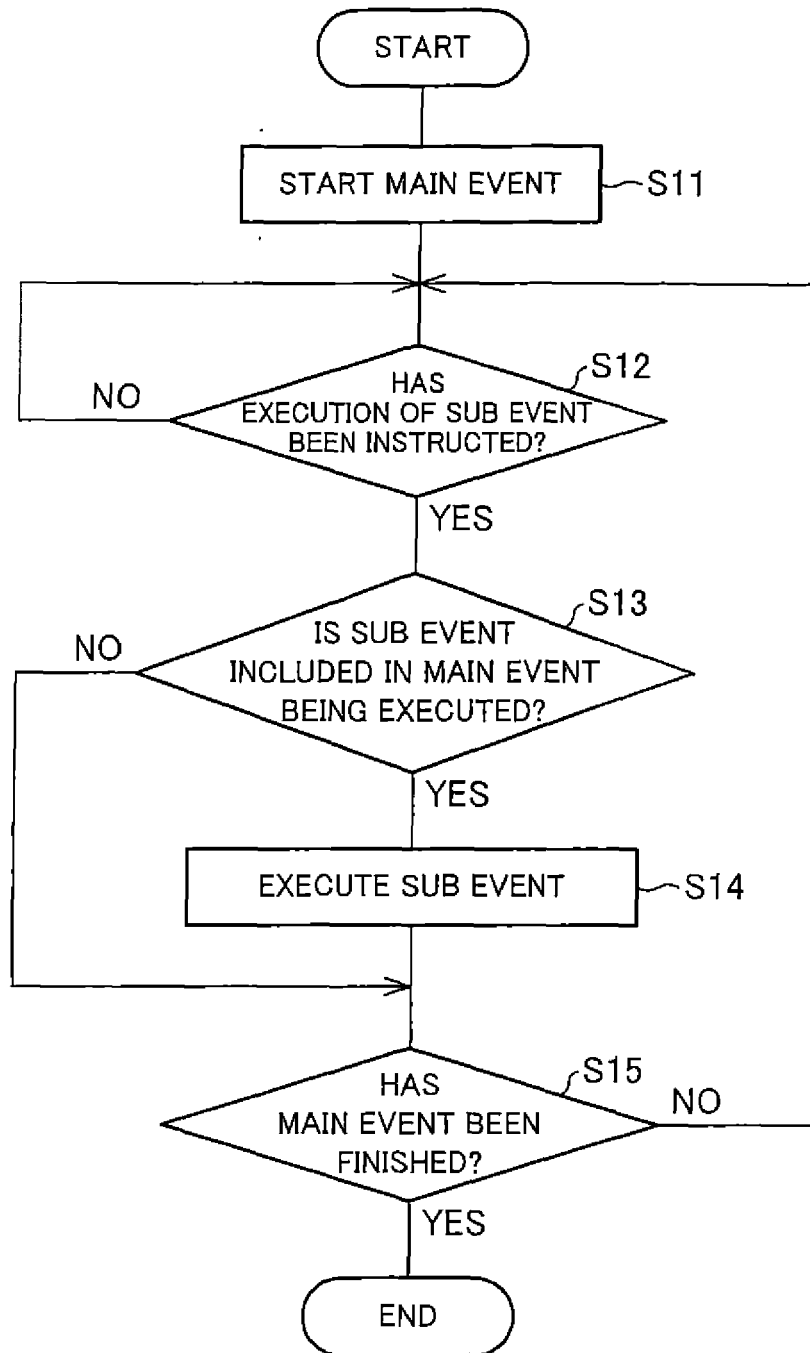 START
START MAIN EVENT
S11
HAS
EXECUTION OF SUB EVENT
BEEN INSTRUCTED?
S12
NO
YES
IS SUB EVENT
INCLUDED IN MAIN EVENT
BEING EXECUTED?
S13
NO
YES
EXECUTE SUB EVENT
S14
HAS
MAIN EVENT BEEN
FINISHED?
S15
NO
YES
END